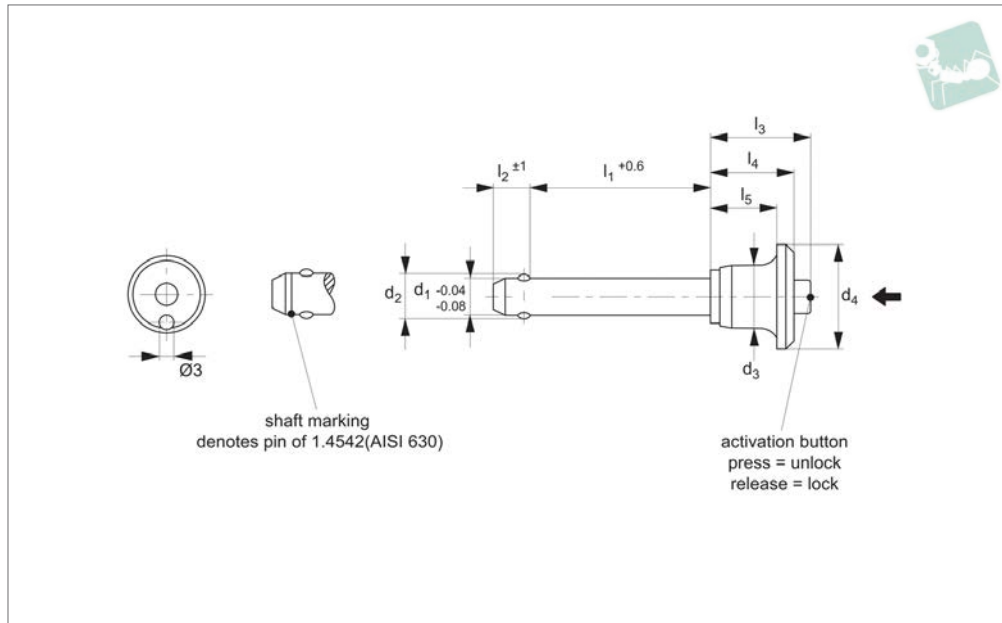 l3
l4
l2 ±1
l1 +0.6
l5
d2
d1 -0.04
-0.08
d4
d3
Ø3
shaft marking
denotes pin of 1.4542(AISI 630)
activation button
press = unlock
release = lock